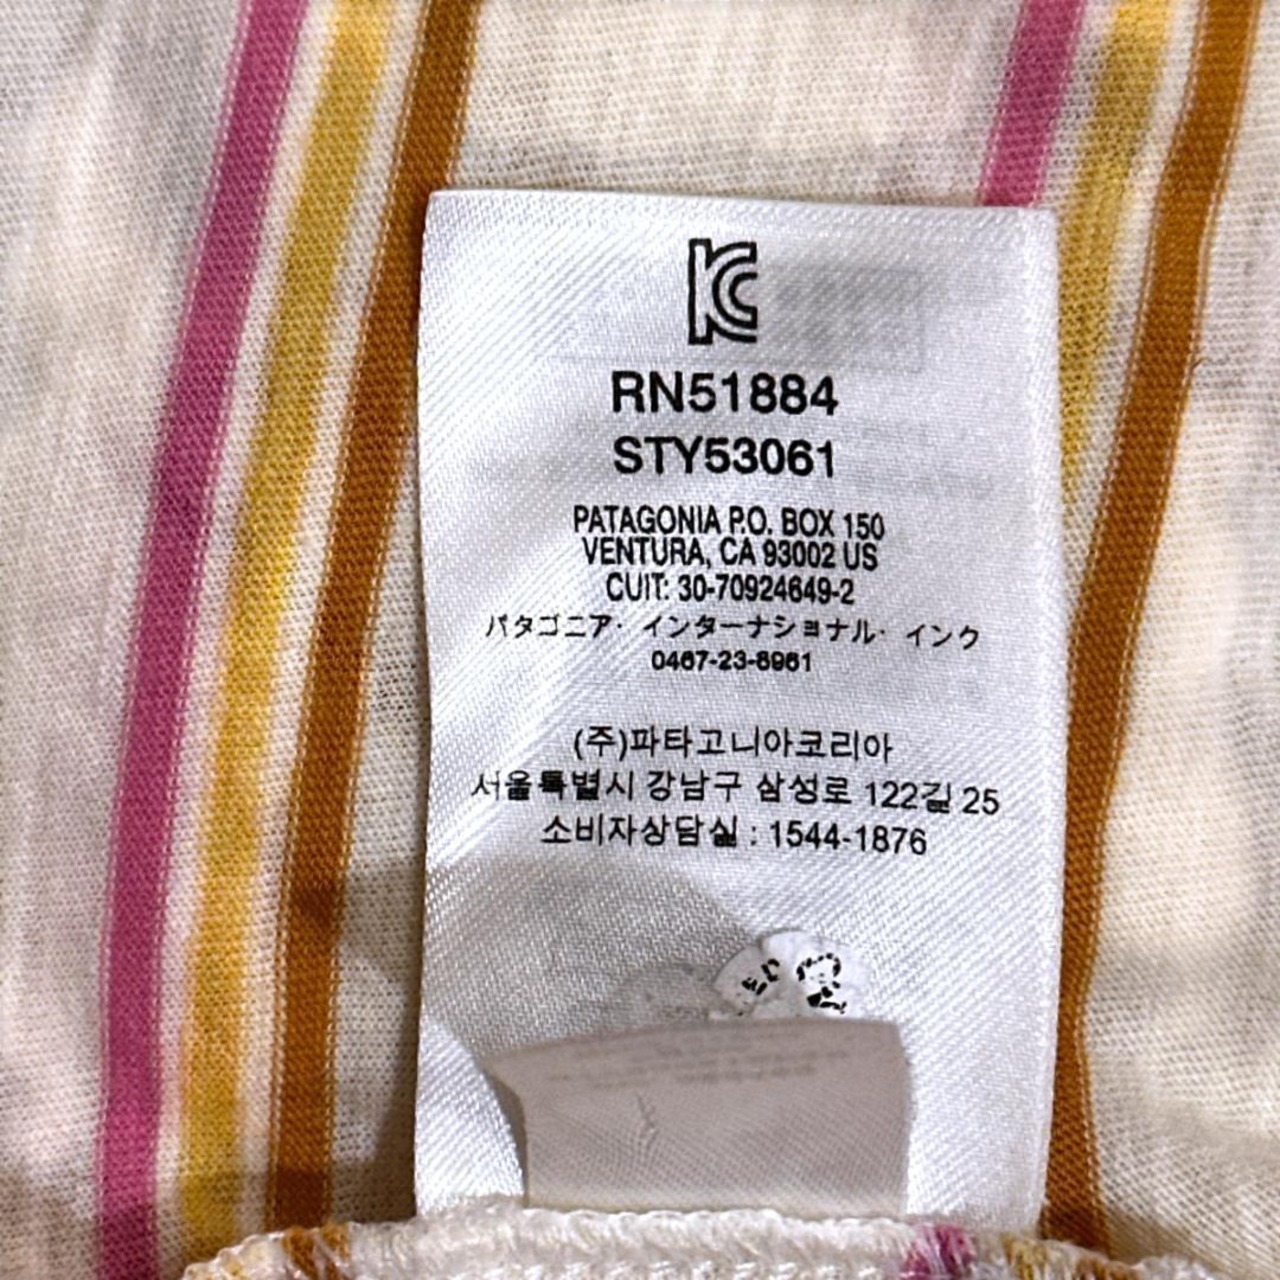 KC
RN51884
STY53061
PATAGONIA P.O. BOX 150
VENTURA, CA 93002 US
CUIT: 30-70924649-2
パタゴニア・インターナショナル・インク
0467-23-8961
(주)파타고니아코리아
서울특별시 강남구 삼성로 122길 25
소비자상담실 : 1544-1876